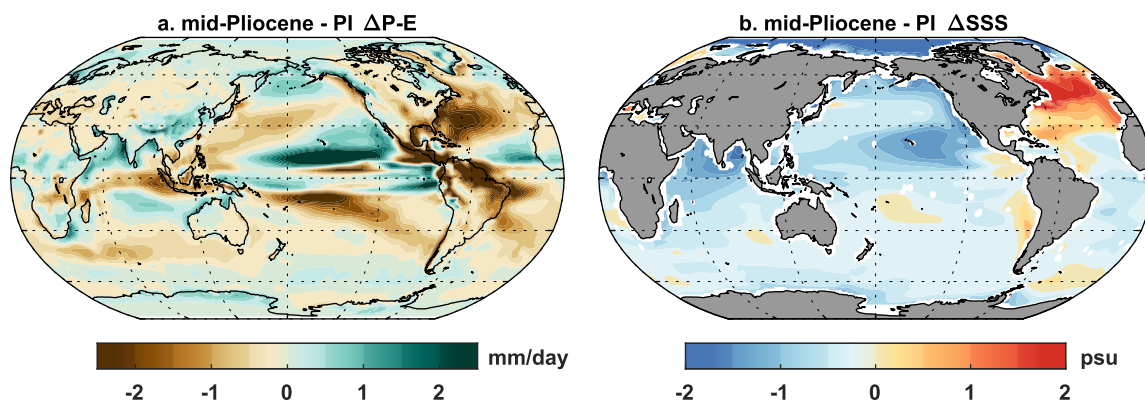 a. mid-Pliocene - PI ΔP-E
b. mid-Pliocene - PI ΔSSS
mm/day
psu
-2 -1 0 1 2
-2 -1 0 1 2